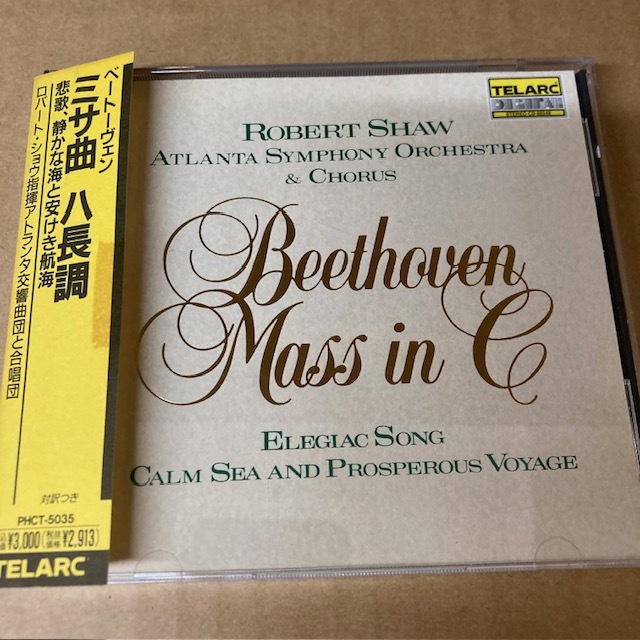 ベートーヴェン
ミサ曲 ハ長調
悲歌、静かな海と安けき航海
ロバート・ショウ指揮アトランタ交響曲団と合唱団
対訳つき
PHCT-5035
¥3,000(税抜価格¥2,913)
TELARC
TELARC
DIGITAL
ROBERT SHAW
ATLANTA SYMPHONY ORCHESTRA
& CHORUS
Beethoven
Mass in C
ELEGIAC SONG
CALM SEA AND PROSPEROUS VOYAGE